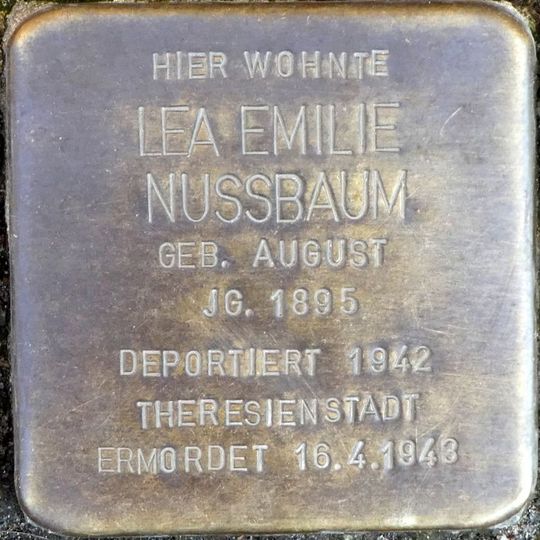 HIER WOHNTE
LEA EMILIE
NUSSBAUM
GEB. AUGUST
JG. 1895
DEPORTIERT 1942
THERESIENSTADT
ERMORDET 16.4.1943